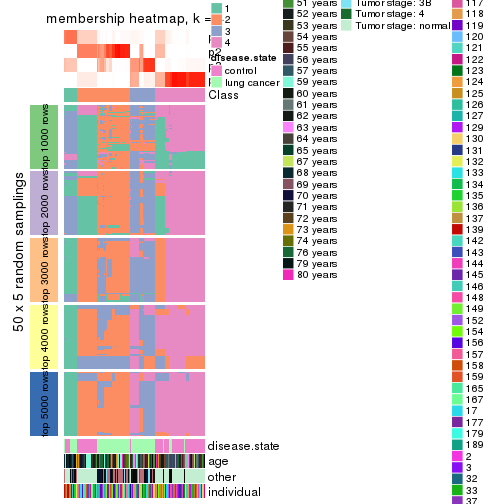 membership heatmap, k =
1
2
3
4
p2
disease.state
control
lung cancer
Class
50 x 5 random samplings
top 1000 rows
top 2000 rows
top 3000 rows
top 4000 rows
top 5000 rows
disease.state
age
other
individual
51 years
52 years
53 years
54 years
55 years
56 years
57 years
59 years
60 years
61 years
62 years
63 years
64 years
65 years
67 years
68 years
69 years
70 years
71 years
72 years
73 years
74 years
76 years
79 years
80 years
Tumor stage: 3B
Tumor stage: 4
Tumor stage: normal
117
118
119
120
121
122
123
124
125
126
127
129
130
131
132
133
134
135
136
137
139
142
143
144
145
146
148
149
152
154
156
157
158
159
165
167
17
177
179
189
2
3
32
33
37